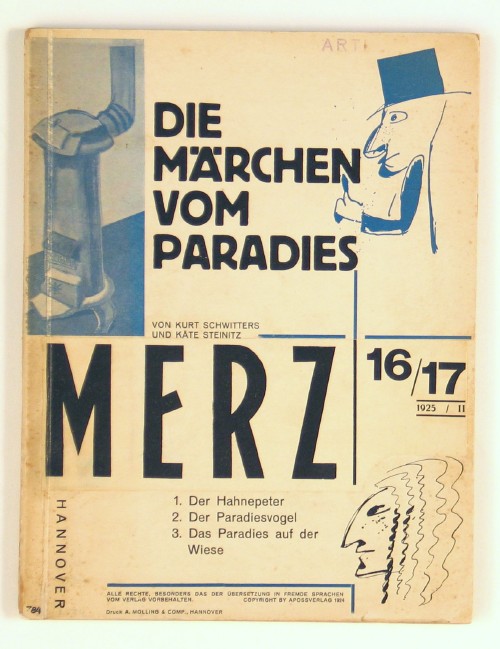 ART
DIE
MÄRCHEN
VOM
PARADIES
VON KURT SCHWITTERS
UND KÄTE STEINITZ
MERZ
16/17
1925 / II
1. Der Hahnepeter
2. Der Paradiesvogel
3. Das Paradies auf der
Wiese
HANNOVER
ALLE RECHTE, BESONDERS DAS DER ÜBERSETZUNG IN FREMDE SPRACHEN
VOM VERLAG VORBEHALTEN. COPYRIGHT BY APOSSVERLAG 1924
Druck A. MOLLING & COMP., HANNOVER